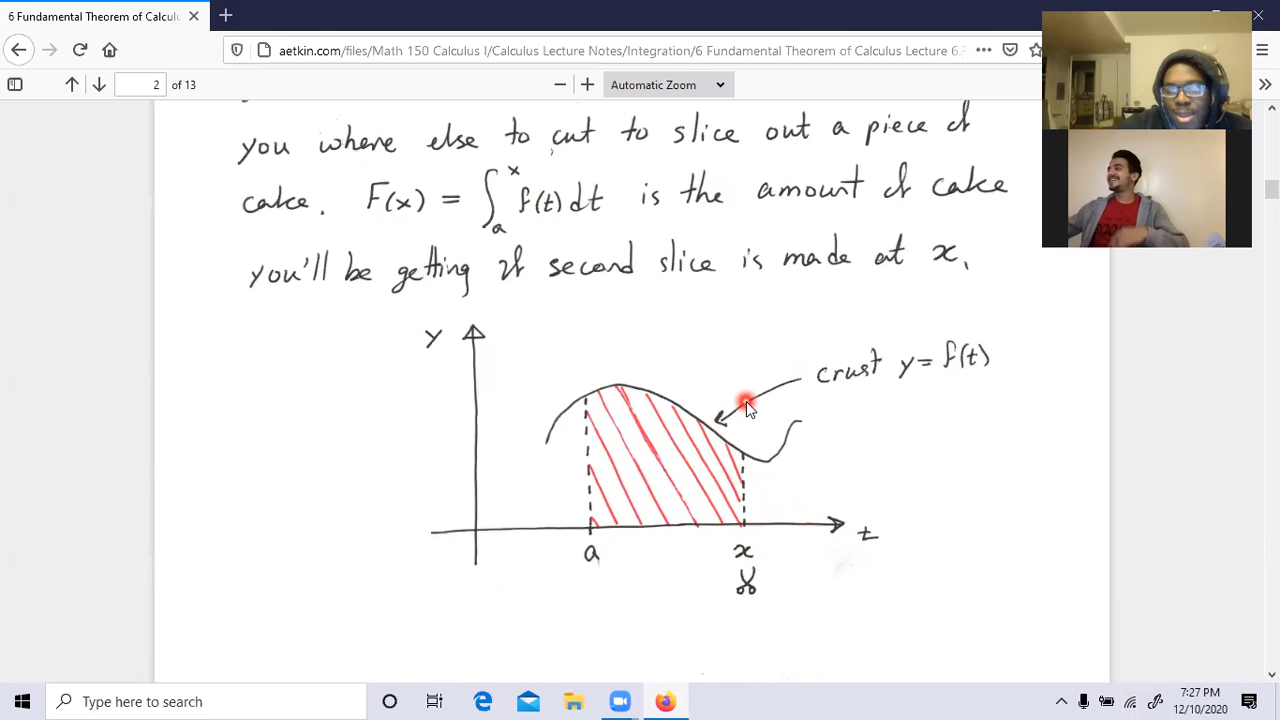 6 Fundamental Theorem of Calculu
aetkin.com/files/Math 150 Calculus I/Calculus Lecture Notes/Integration/6 Fundamental Theorem of Calculus Lecture 6.
2 of 13
Automatic Zoom
you where else to cut to slice out a piece of
cake. F(x) = ∫ₐˣ f(t) dt is the amount of cake
you'll be getting if second slice is made at x.
y
crust y = f(t)
t
a
x
Type here to search
7:27 PM
12/10/2020